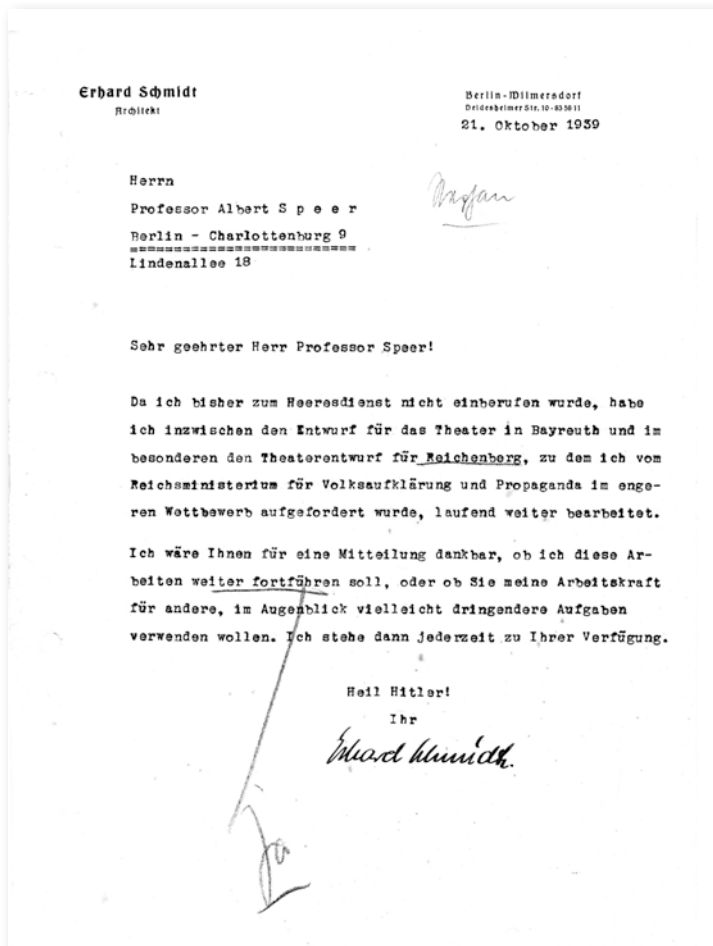 Erhard Schmidt
Architekt
Berlin-Wilmersdorf
Deidesheimer Str. 10 - 83 58 11
21. Oktober 1939
Herrn
Professor Albert S p e e r
Berlin - Charlottenburg 9
Lindenallee 18
Sehr geehrter Herr Professor Speer!
Da ich bisher zum Heeresdienst nicht einberufen wurde, habe
ich inzwischen den Entwurf für das Theater in Bayreuth und im
besonderen den Theaterentwurf für Reichenberg, zu dem ich vom
Reichsministerium für Volksaufklärung und Propaganda im enge-
ren Wettbewerb aufgefordert wurde, laufend weiter bearbeitet.
Ich wäre Ihnen für eine Mitteilung dankbar, ob ich diese Ar-
beiten weiter fortführen soll, oder ob Sie meine Arbeitskraft
für andere, im Augenblick vielleicht dringendere Aufgaben
verwenden wollen. Ich stehe dann jederzeit zu Ihrer Verfügung.
Heil Hitler!
Ihr
Erhard Schmidt.
Ja